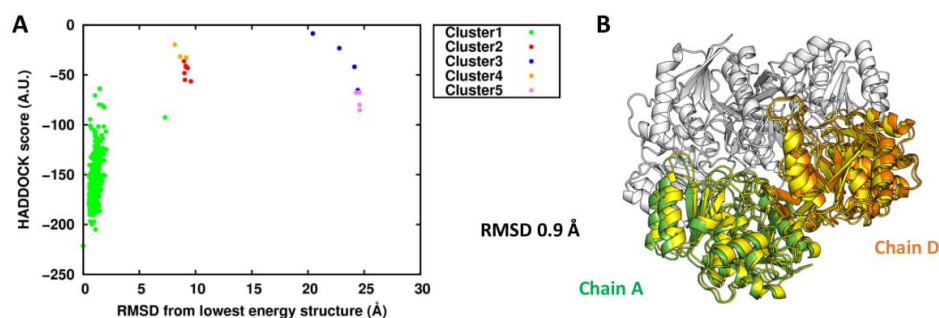 A
B
HADDOCK score (A.U.)
0
−50
−100
−150
−200
−250
0 5 10 15 20 25 30
RMSD from lowest energy structure (Å)
Cluster1
Cluster2
Cluster3
Cluster4
Cluster5
RMSD 0.9 Å
Chain D
Chain A